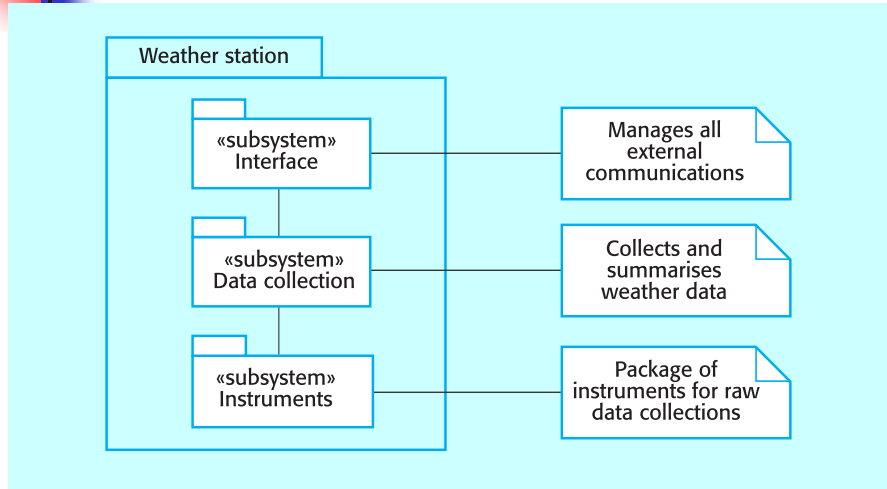 Weather station
«subsystem»
Interface
Manages all
external
communications
«subsystem»
Data collection
Collects and
summarises
weather data
«subsystem»
Instruments
Package of
instruments for raw
data collections